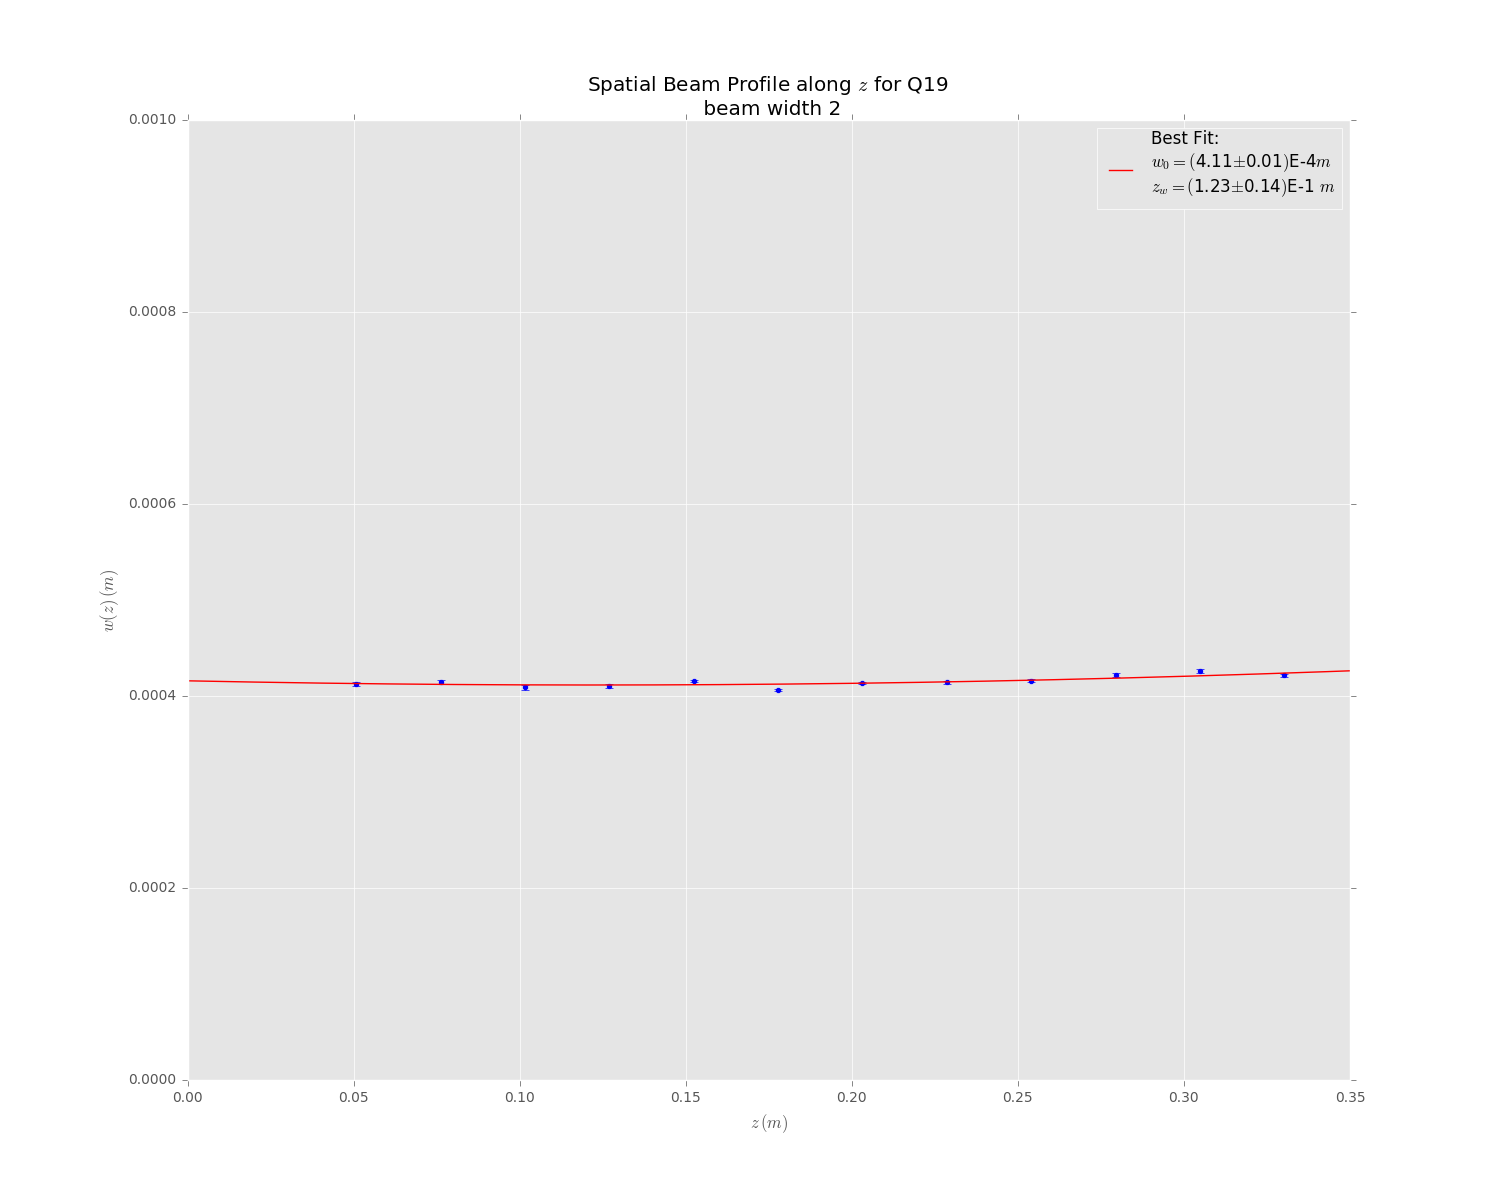 Spatial Beam Profile along z for Q19
beam width 2
Best Fit:
w₀ = (4.11±0.01)E-4m
z_w = (1.23±0.14)E-1 m
0.0010
0.0008
0.0006
0.0004
0.0002
0.0000
w(z) (m)
0.00 0.05 0.10 0.15 0.20 0.25 0.30 0.35
z (m)